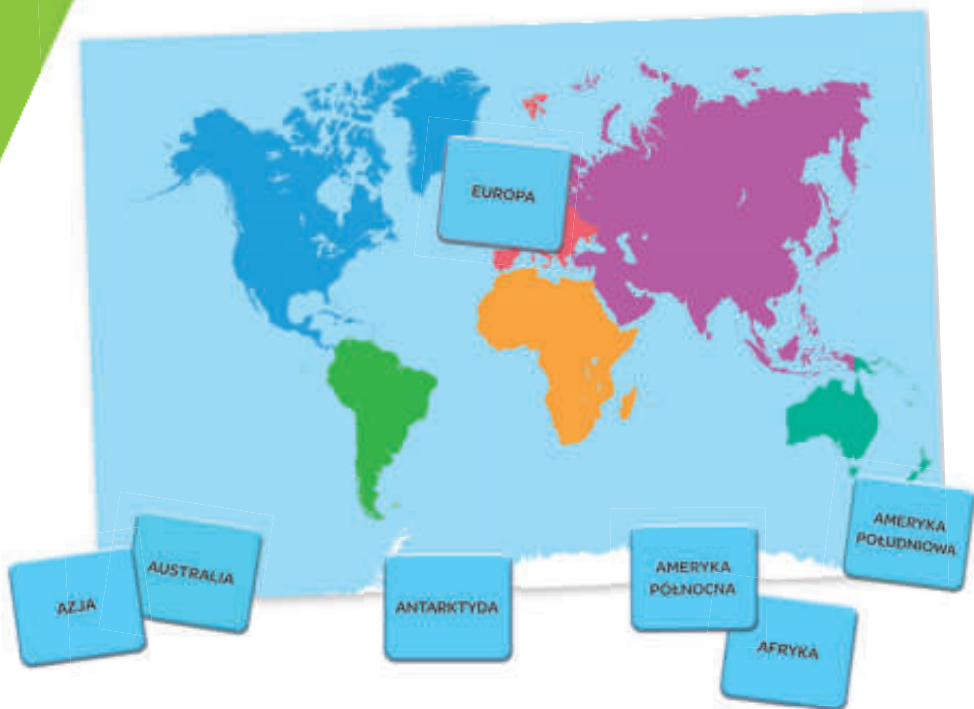 EUROPA
AZJA
AUSTRALIA
ANTARKTYDA
AMERYKA
PÓŁNOCNA
AFRYKA
AMERYKA
POŁUDNIOWA